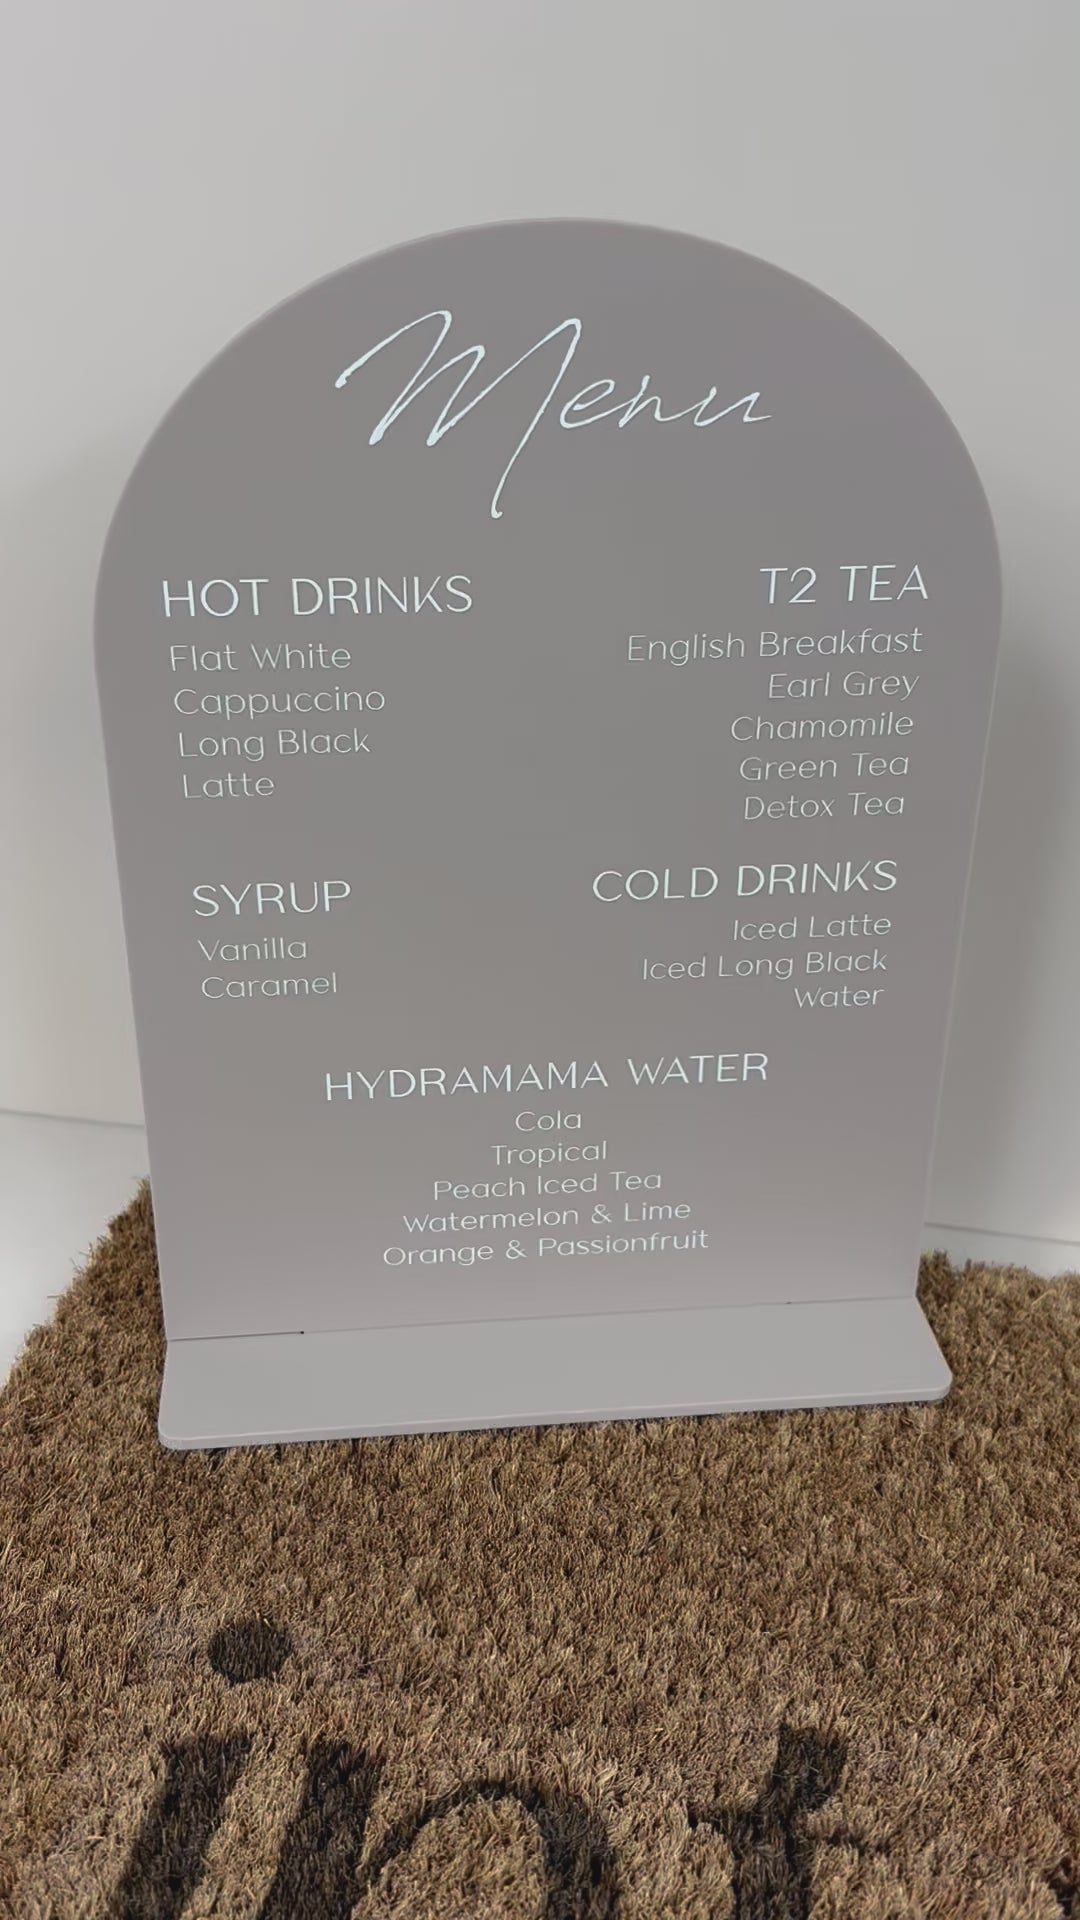 Menu
HOT DRINKS
Flat White
Cappuccino
Long Black
Latte
T2 TEA
English Breakfast
Earl Grey
Chamomile
Green Tea
Detox Tea
SYRUP
Vanilla
Caramel
COLD DRINKS
Iced Latte
Iced Long Black
Water
HYDRAMAMA WATER
Cola
Tropical
Peach Iced Tea
Watermelon & Lime
Orange & Passionfruit